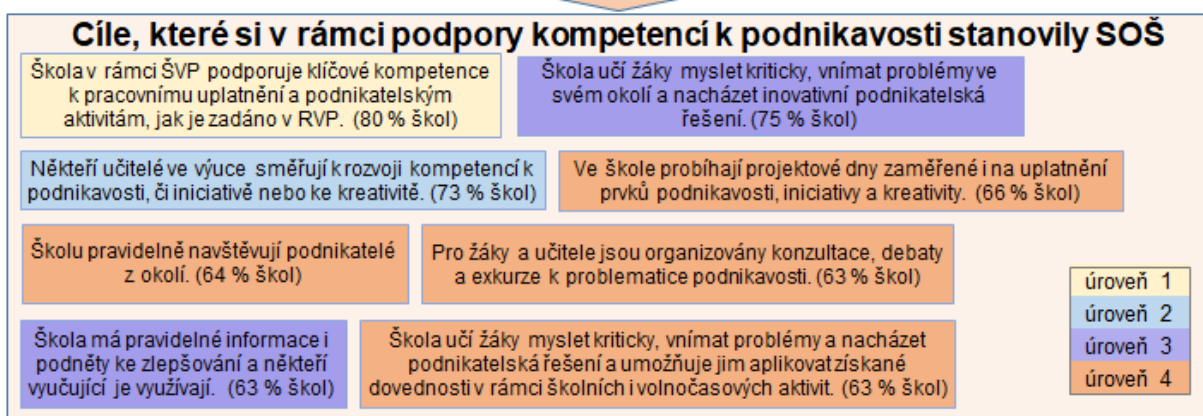 Cíle, které si v rámci podpory kompetencí k podnikavosti stanovily SOŠ
Škola v rámci ŠVP podporuje klíčové kompetence
k pracovnímu uplatnění a podnikatelským
aktivitám, jak je zadáno v RVP. (80 % škol)
Škola učí žáky myslet kriticky, vnímat problémy ve
svém okolí a nacházet inovativní podnikatelská
řešení. (75 % škol)
Někteří učitelé ve výuce směřují k rozvoji kompetencí k
podnikavosti, či iniciativě nebo ke kreativitě. (73 % škol)
Ve škole probíhají projektové dny zaměřené i na uplatnění
prvků podnikavosti, iniciativy a kreativity. (66 % škol)
Školu pravidelně navštěvují podnikatelé
z okolí. (64 % škol)
Pro žáky a učitele jsou organizovány konzultace, debaty
a exkurze k problematice podnikavosti. (63 % škol)
Škola má pravidelné informace i
podněty ke zlepšování a někteří
vyučující je využívají. (63 % škol)
Škola učí žáky myslet kriticky, vnímat problémy a nacházet
podnikatelská řešení a umožňuje jim aplikovat získané
dovednosti v rámci školních i volnočasových aktivit. (63 % škol)
úroveň 1
úroveň 2
úroveň 3
úroveň 4